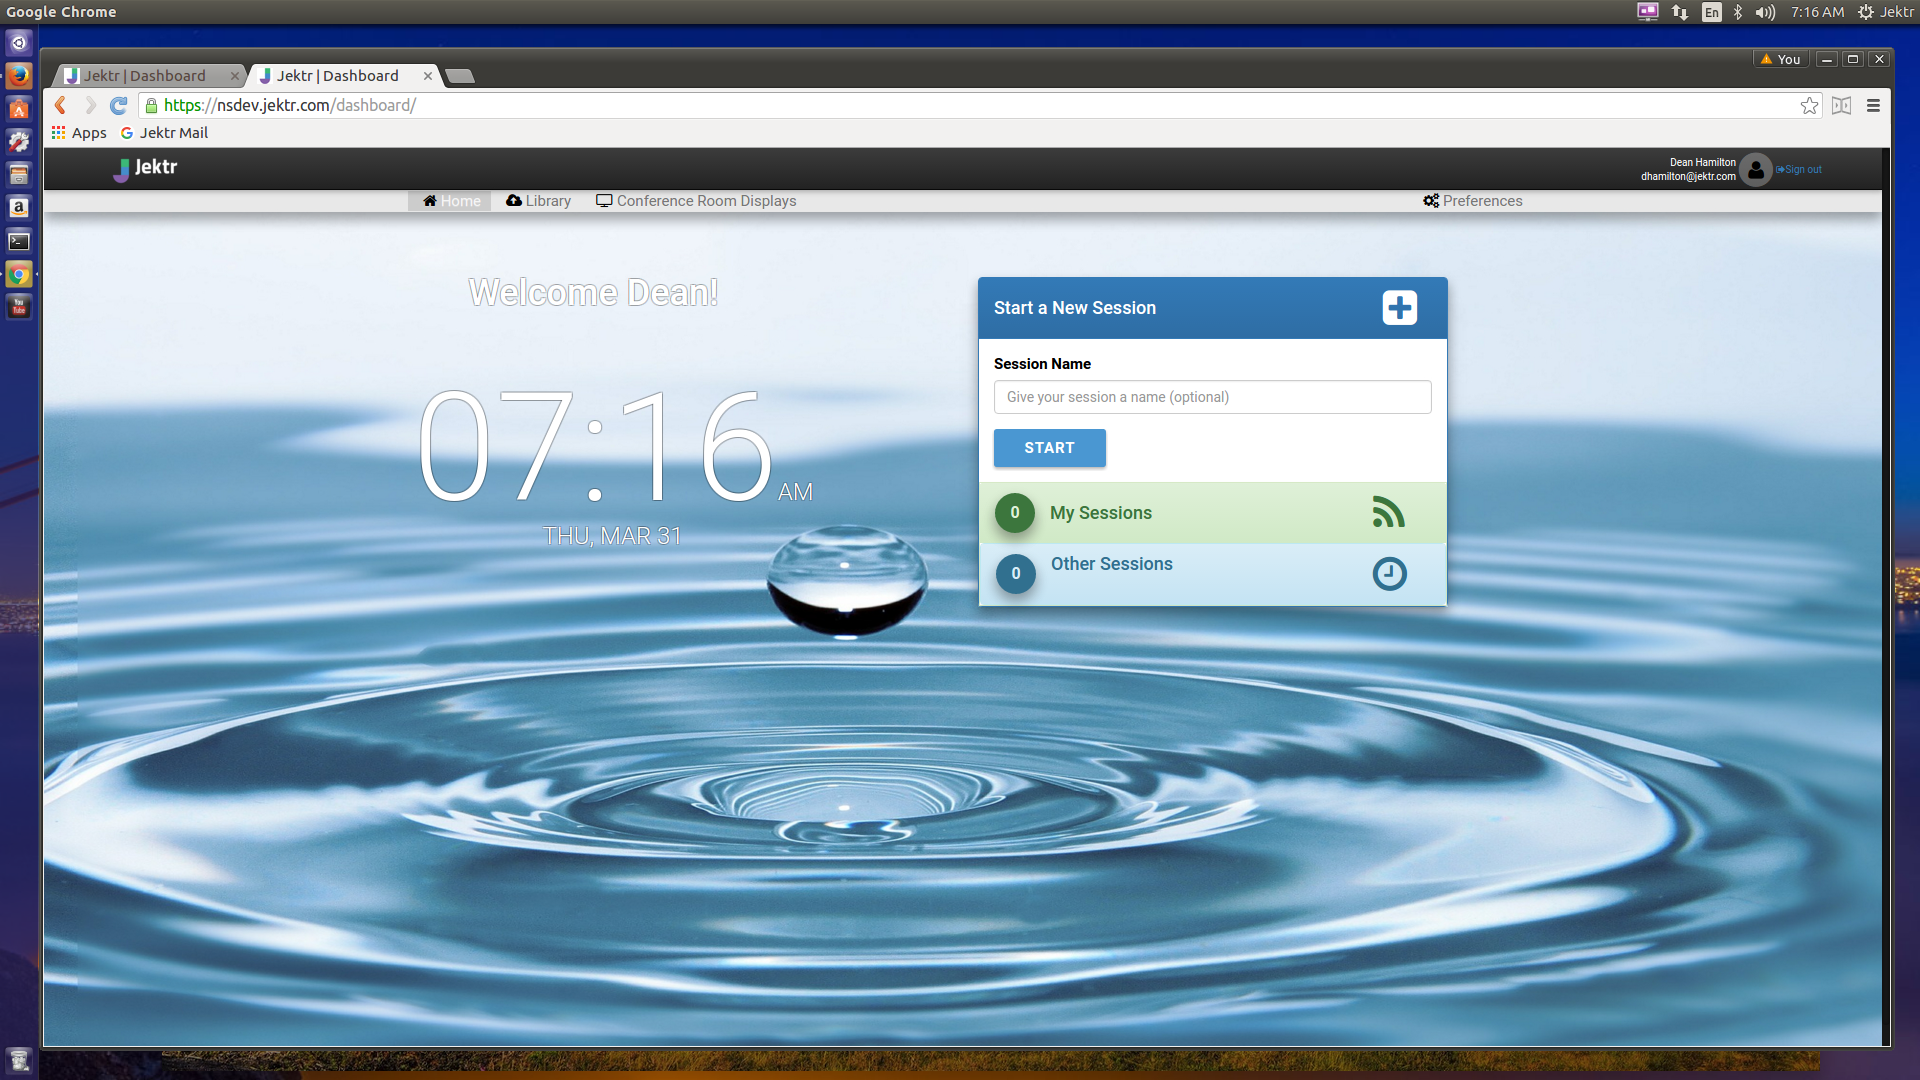 Google Chrome
En
7:16 AM
Jektr
Jektr | Dashboard
Jektr | Dashboard
You
https://nsdev.jektr.com/dashboard/
Apps
Jektr Mail
Jektr
Dean Hamilton
dhamilton@jektr.com
Sign out
Home
Library
Conference Room Displays
Preferences
Welcome Dean!
07:16 AM
THU, MAR 31
Start a New Session
Session Name
Give your session a name (optional)
START
0 My Sessions
0 Other Sessions
a
You
Tube